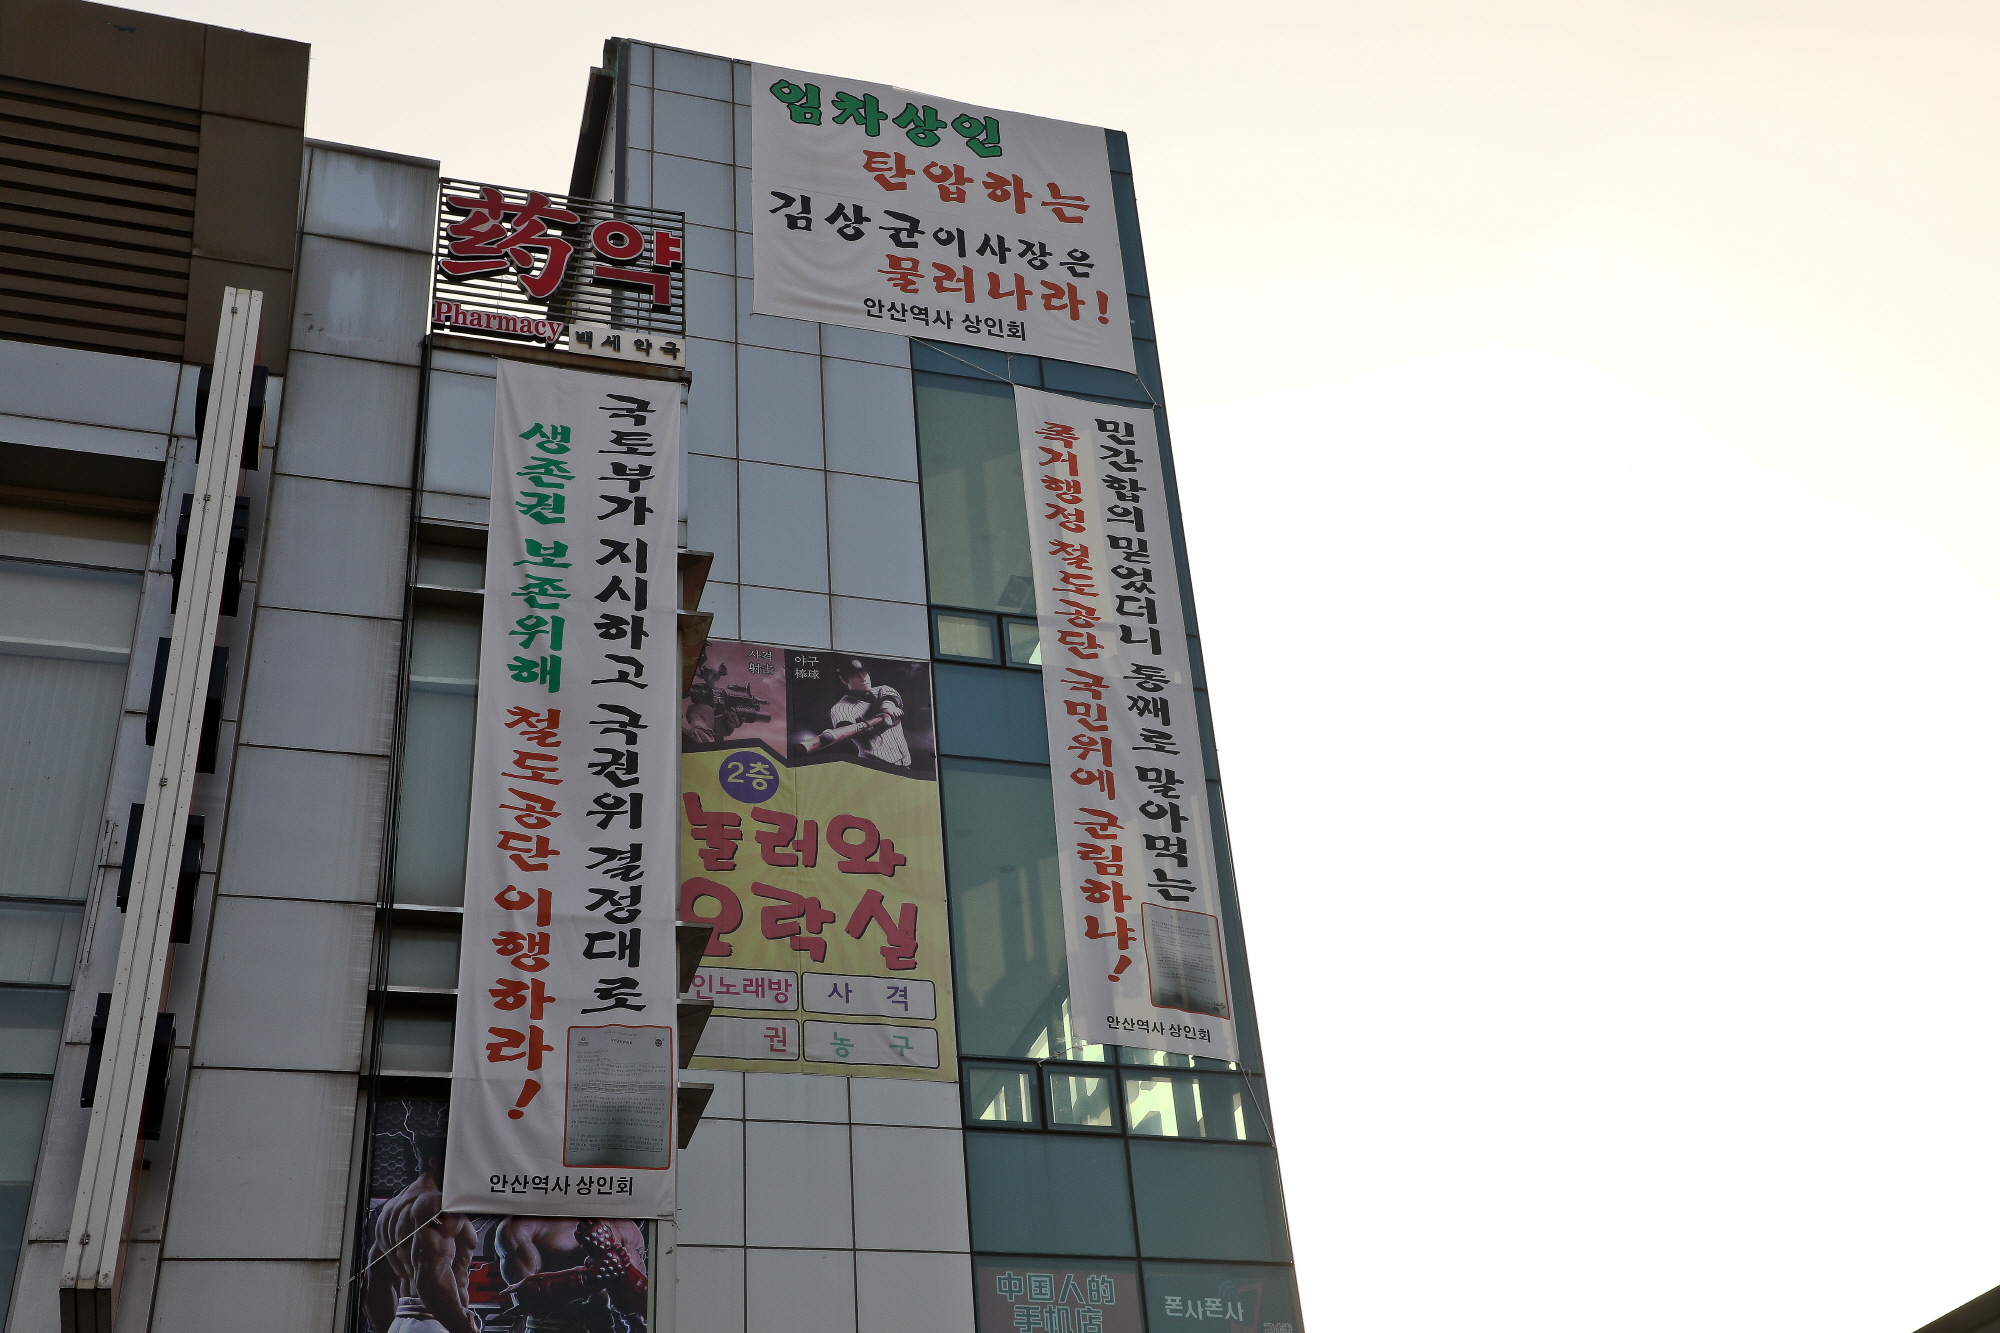 임차상인
탄압하는
김상균이사장은
물러나라!
안산역사 상인회
药 약
Pharmacy
백세약국
국토부가 지시하고 국권위 결정대로
생존권 보존위해 철도공단 이행하라!
안산역사 상인회
민간합의믿었더니 통째로 말아먹는
폭거행정 철도공단 국민위에 군림하냐!
안산역사 상인회
사격
射击
야구
棒球
2층
놀러와
오락실
인노래방
사 격
권
농 구
中国人的
手机店
폰사폰사